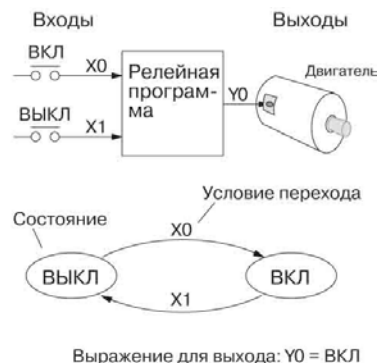 Входы
Выходы
ВКЛ
X0
Релейная
програм-
ма
Двигатель
Y0
ВЫКЛ
X1
Условие перехода
Состояние
X0
ВЫКЛ
ВКЛ
X1
Выражение для выхода: Y0 = ВКЛ